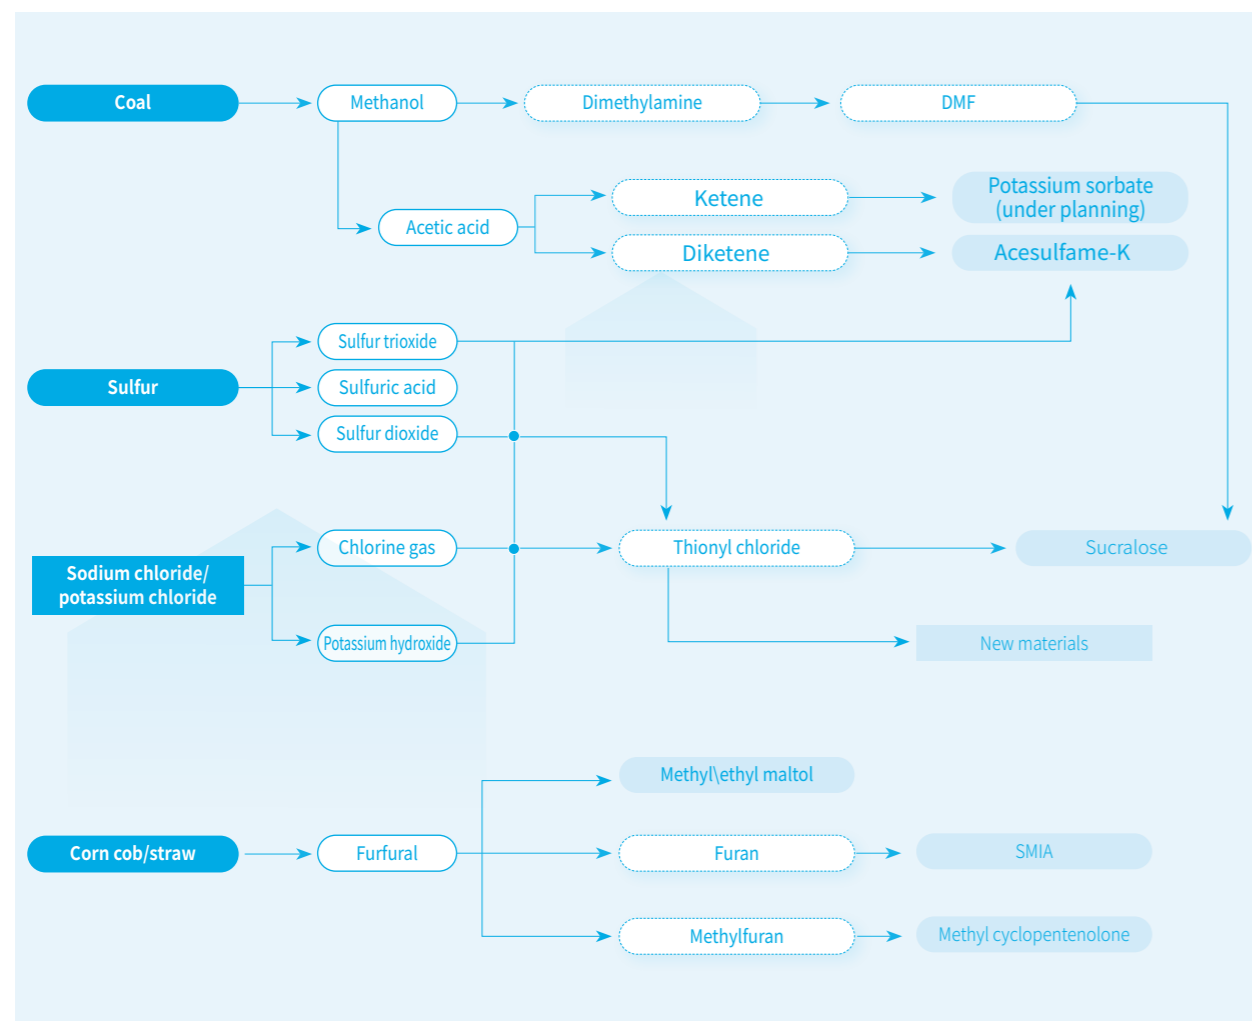 Coal
Methanol
Dimethylamine
DMF
Acetic acid
Ketene
Potassium sorbate
(under planning)
Diketene
Acesulfame-K
Sulfur
Sulfur trioxide
Sulfuric acid
Sulfur dioxide
Sodium chloride/
potassium chloride
Chlorine gas
Thionyl chloride
Sucralose
Potassium hydroxide
New materials
Methyl\ethyl maltol
Corn cob/straw
Furfural
Furan
SMIA
Methylfuran
Methyl cyclopentenolone